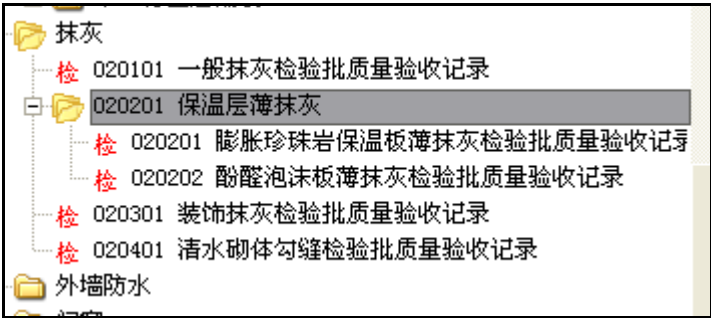 抹灰
检 020101 一般抹灰检验批质量验收记录
020201 保温层薄抹灰
检 020201 膨胀珍珠岩保温板薄抹灰检验批质量验收记录
检 020202 酚醛泡沫板薄抹灰检验批质量验收记录
检 020301 装饰抹灰检验批质量验收记录
检 020401 清水砌体勾缝检验批质量验收记录
外墙防水